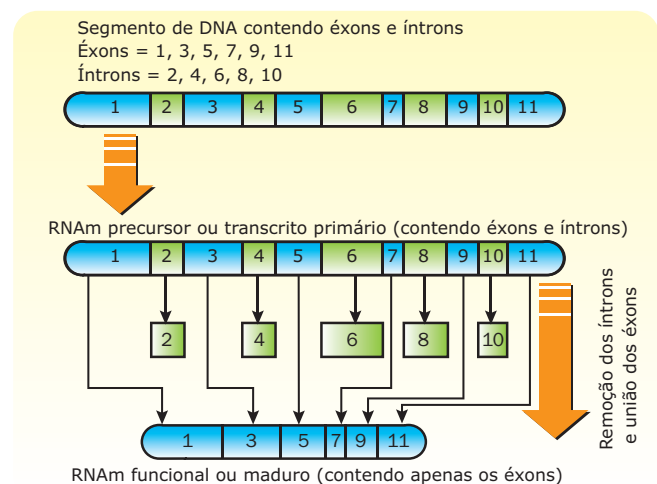 Segmento de DNA contendo éxons e íntrons
Éxons = 1, 3, 5, 7, 9, 11
Íntrons = 2, 4, 6, 8, 10
1 2 3 4 5 6 7 8 9 10 11
RNAm precursor ou transcrito primário (contendo éxons e íntrons)
1 2 3 4 5 6 7 8 9 10 11
2 4 6 8 10
Remoção dos íntrons
e união dos éxons
1 3 5 7 9 11
RNAm funcional ou maduro (contendo apenas os éxons)